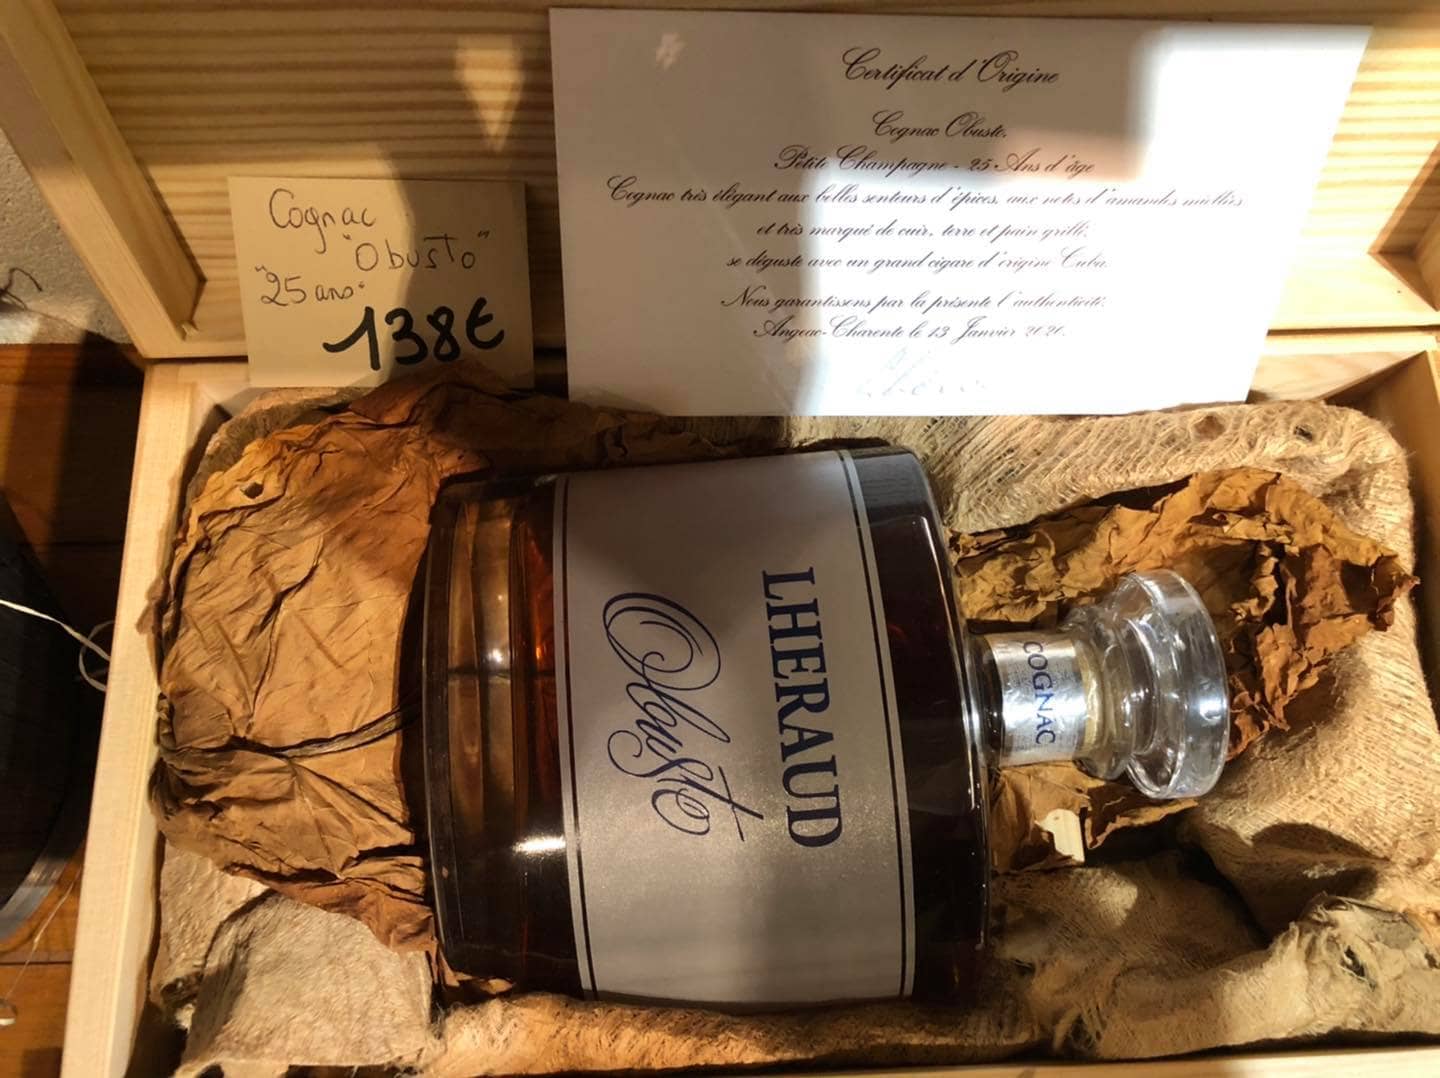 Certificat d'Origine
Cognac Obusto.
Petite Champagne - 25 Ans d'âge
Cognac très élégant aux belles senteurs d'épices, aux notes d'amandes miellées
et très marqué de cuir, terre et pain grillé,
se déguste avec un grand cigare d'origine Cuba.
Nous garantissons par la présente l'authenticité.
Angeac-Charente le 13 Janvier 2020.
Cognac
"Obusto"
"25 ans"
138€
LHERAUD
Obusto
COGNAC